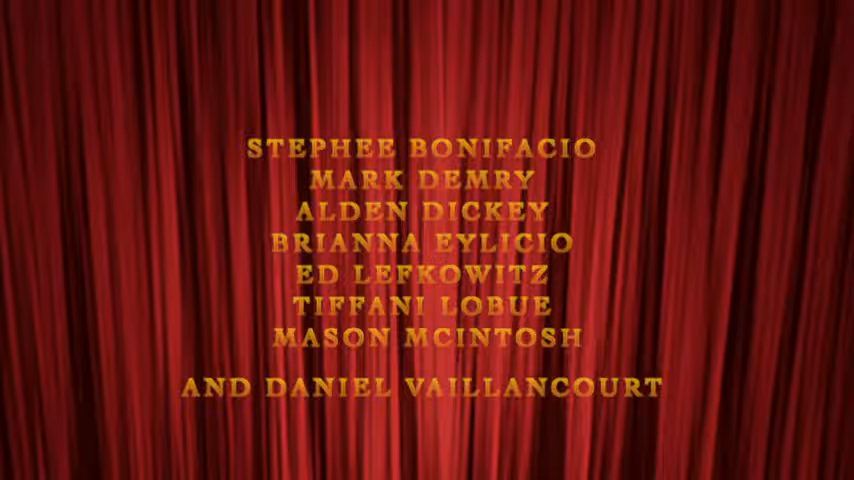 STEPHEE BONIFACIO
MARK DEMRY
ALDEN DICKEY
BRIANNA EYLICIO
ED LEFKOWITZ
TIFFANI LOBUE
MASON MCINTOSH
AND DANIEL VAILLANCOURT